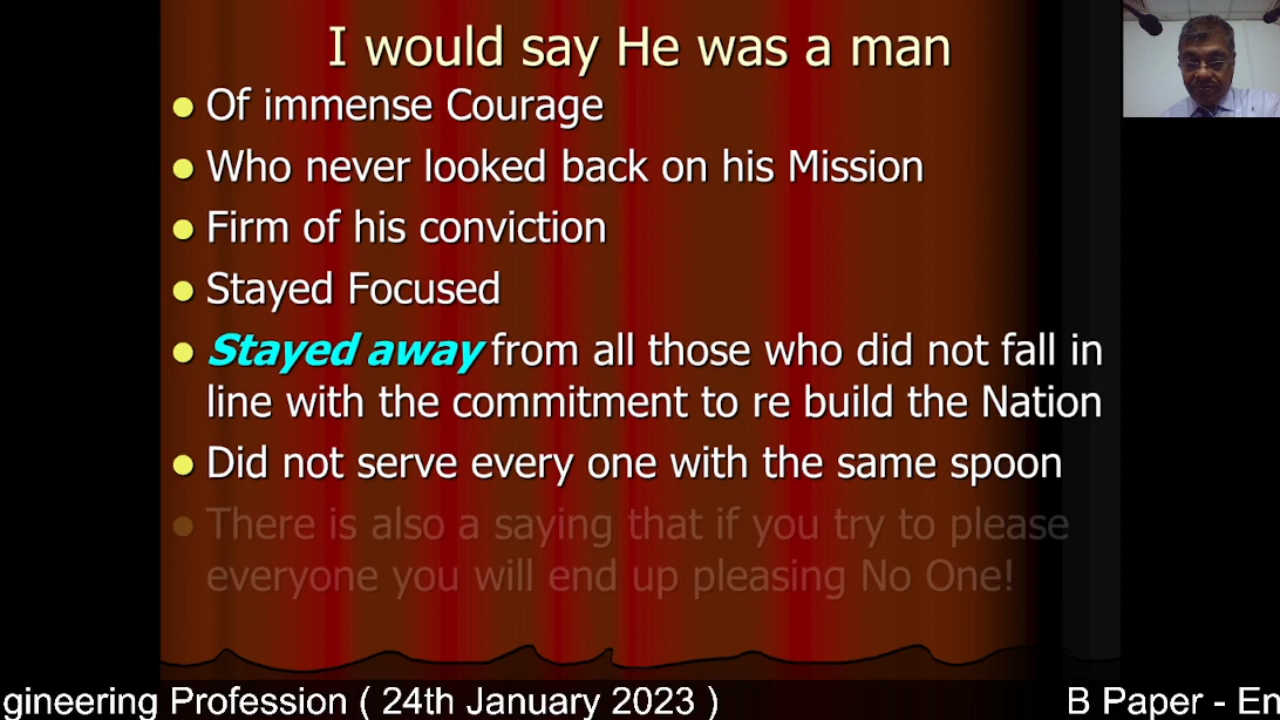 I would say He was a man
Of immense Courage
Who never looked back on his Mission
Firm of his conviction
Stayed Focused
Stayed away from all those who did not fall in
line with the commitment to re build the Nation
Did not serve every one with the same spoon
There is also a saying that if you try to please
everyone you will end up pleasing No One!
gineering Profession ( 24th January 2023 ) B Paper - En